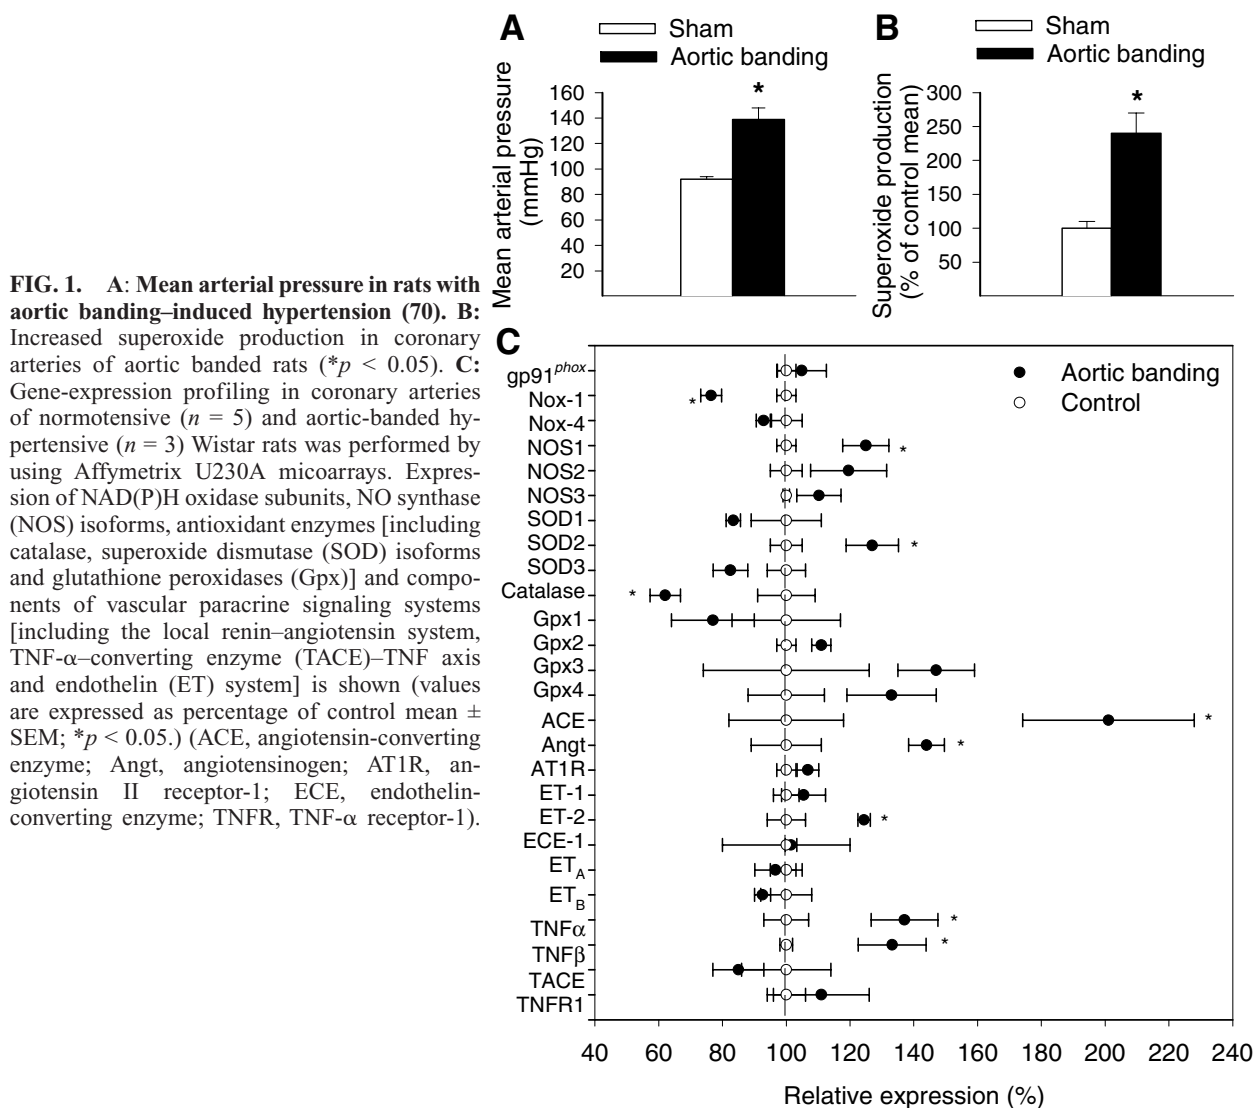 FIG. 1. A: Mean arterial pressure in rats with
aortic banding–induced hypertension (70). B:
Increased superoxide production in coronary
arteries of aortic banded rats (*p < 0.05). C:
Gene-expression profiling in coronary arteries
of normotensive (n = 5) and aortic-banded hy-
pertensive (n = 3) Wistar rats was performed by
using Affymetrix U230A micoarrays. Expres-
sion of NAD(P)H oxidase subunits, NO synthase
(NOS) isoforms, antioxidant enzymes [including
catalase, superoxide dismutase (SOD) isoforms
and glutathione peroxidases (Gpx)] and compo-
nents of vascular paracrine signaling systems
[including the local renin–angiotensin system,
TNF-α–converting enzyme (TACE)–TNF axis
and endothelin (ET) system] is shown (values
are expressed as percentage of control mean ±
SEM; *p < 0.05.) (ACE, angiotensin-converting
enzyme; Angt, angiotensinogen; AT1R, an-
giotensin II receptor-1; ECE, endothelin-
converting enzyme; TNFR, TNF-α receptor-1).
A
Sham
Aortic banding
Mean arterial pressure
(mmHg)
160
140
120
100
80
60
40
20
*
B
Sham
Aortic banding
Superoxide production
(% of control mean)
300
250
200
150
100
50
*
C
Aortic banding
Control
gp91phox
Nox-1 *
Nox-4
NOS1 *
NOS2
NOS3
SOD1
SOD2 *
SOD3
Catalase *
Gpx1
Gpx2
Gpx3
Gpx4
ACE *
Angt *
AT1R
ET-1
ET-2 *
ECE-1
ETA
ETB
TNFα *
TNFβ *
TACE
TNFR1
40 60 80 100 120 140 160 180 200 220 240
Relative expression (%)